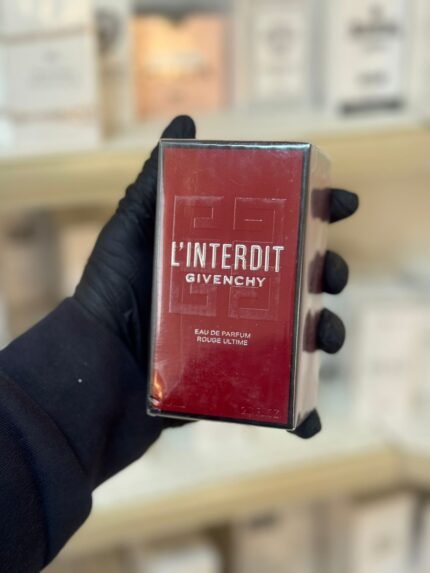 L'INTERDIT
GIVENCHY
EAU DE PARFUM
ROUGE ULTIME